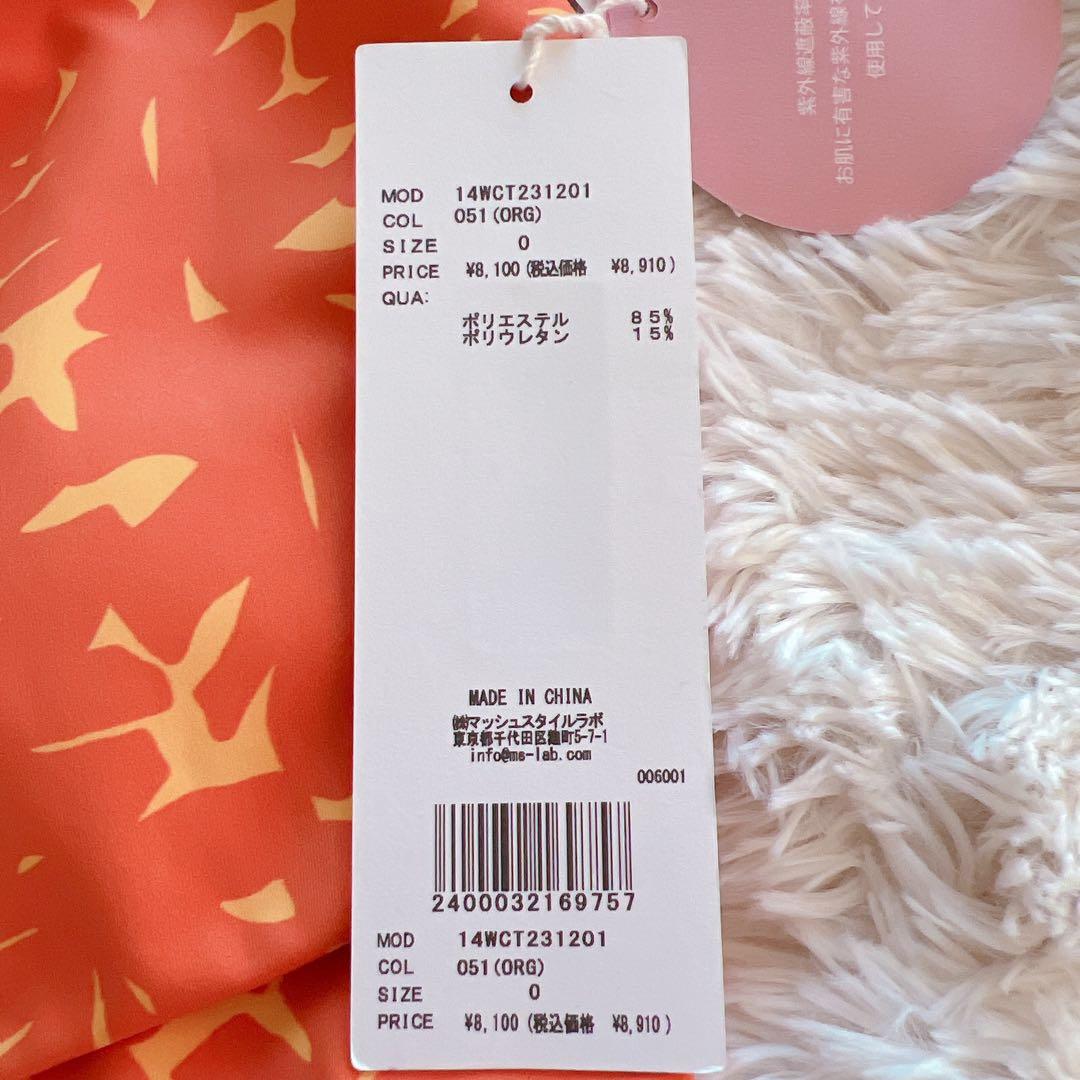 MOD 14WCT231201
COL 051(ORG)
SIZE 0
PRICE ¥8,100(税込価格 ¥8,910)
QUA:
ポリエステル 85%
ポリウレタン 15%
MADE IN CHINA
㈱マッシュスタイルラボ
東京都千代田区麹町5-7-1
info@ms-lab.com
006001
2400032169757
MOD 14WCT231201
COL 051(ORG)
SIZE 0
PRICE ¥8,100(税込価格 ¥8,910)
紫外線遮蔽率
お肌に有害な紫外線を
使用して